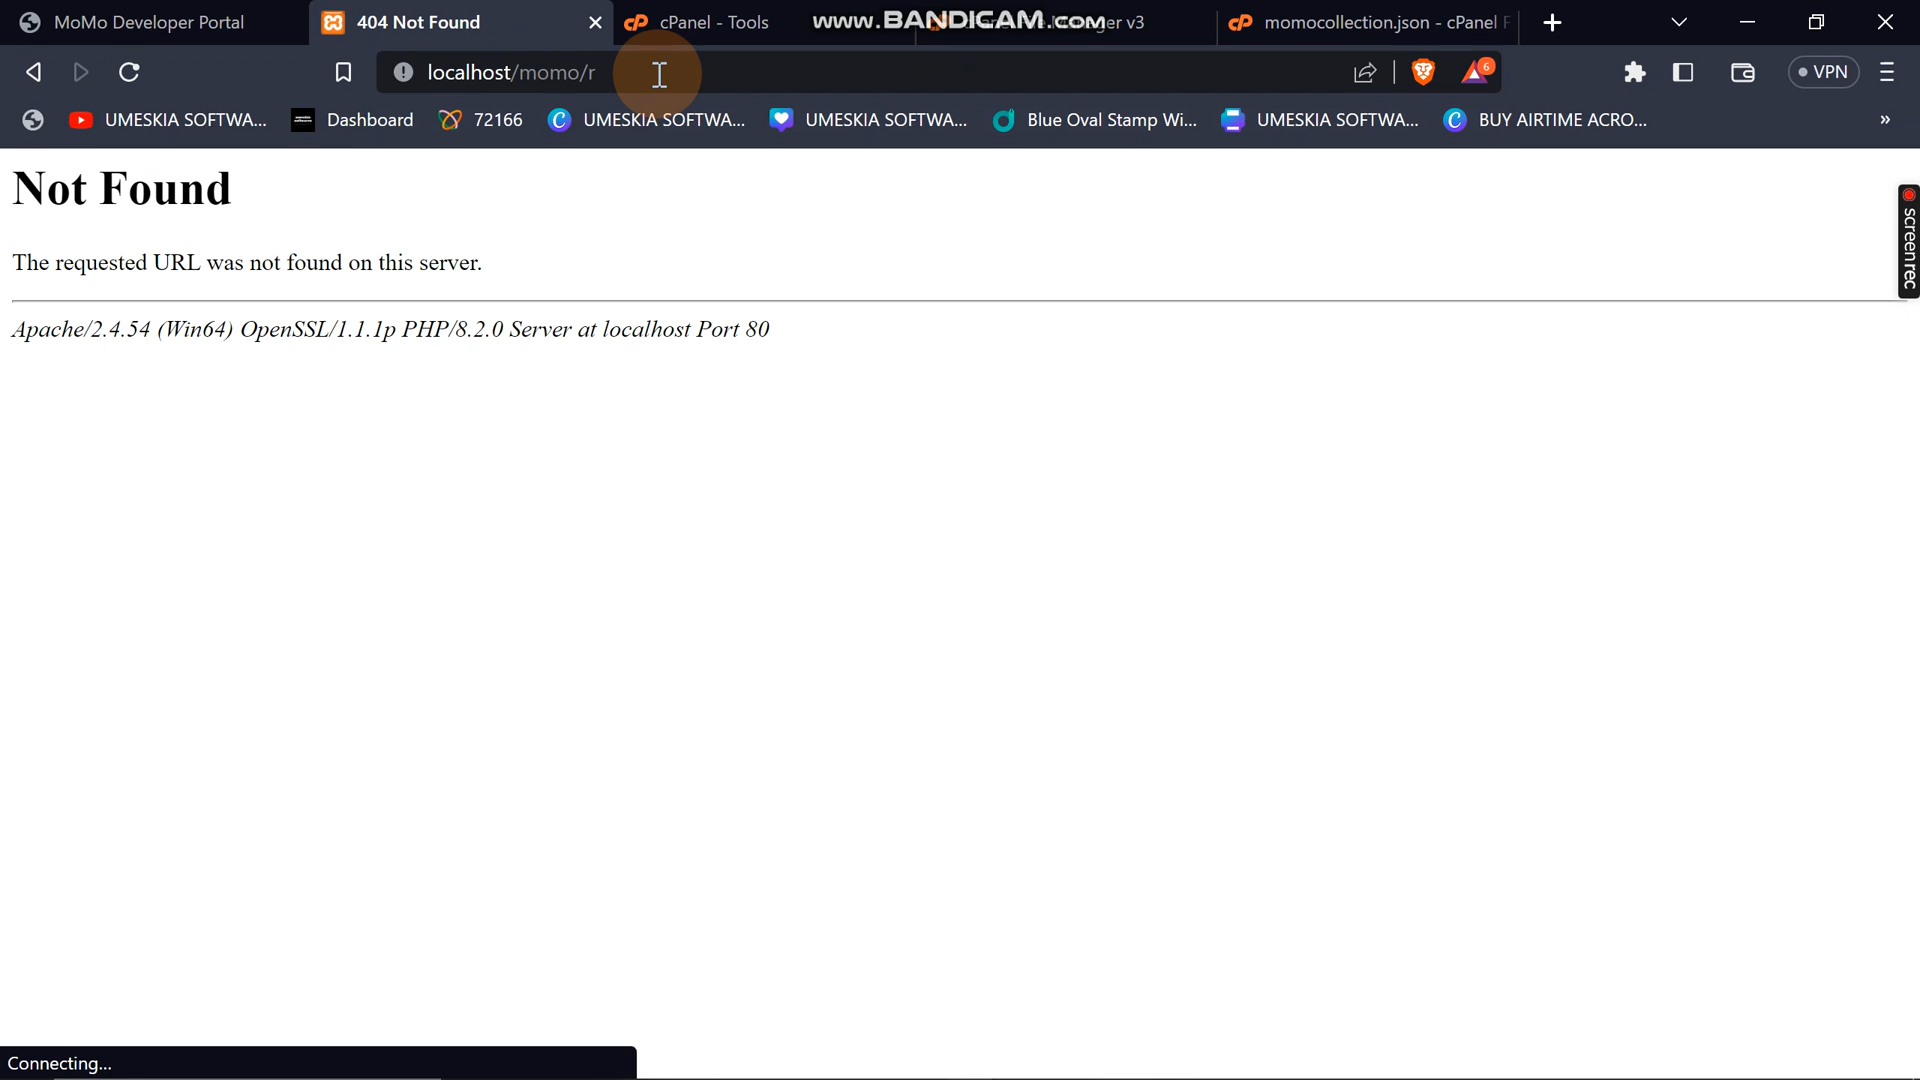 MoMo Developer Portal
404 Not Found
cPanel - Tools
www.BANDICAM.com
er v3
momocollection.json - cPanel F
localhost/momo/r
6
VPN
UMESKIA SOFTWA...
Dashboard
72166
UMESKIA SOFTWA...
UMESKIA SOFTWA...
Blue Oval Stamp Wi...
UMESKIA SOFTWA...
BUY AIRTIME ACRO...
»
Not Found
The requested URL was not found on this server.
Apache/2.4.54 (Win64) OpenSSL/1.1.1p PHP/8.2.0 Server at localhost Port 80
screenrec
Connecting...